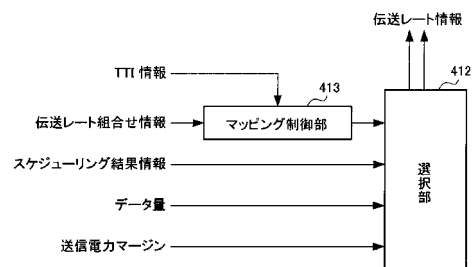 伝送レート情報
412
TTI 情報
413
伝送レート組合せ情報
マッピング制御部
スケジューリング結果情報
選択部
データ量
送信電力マージン